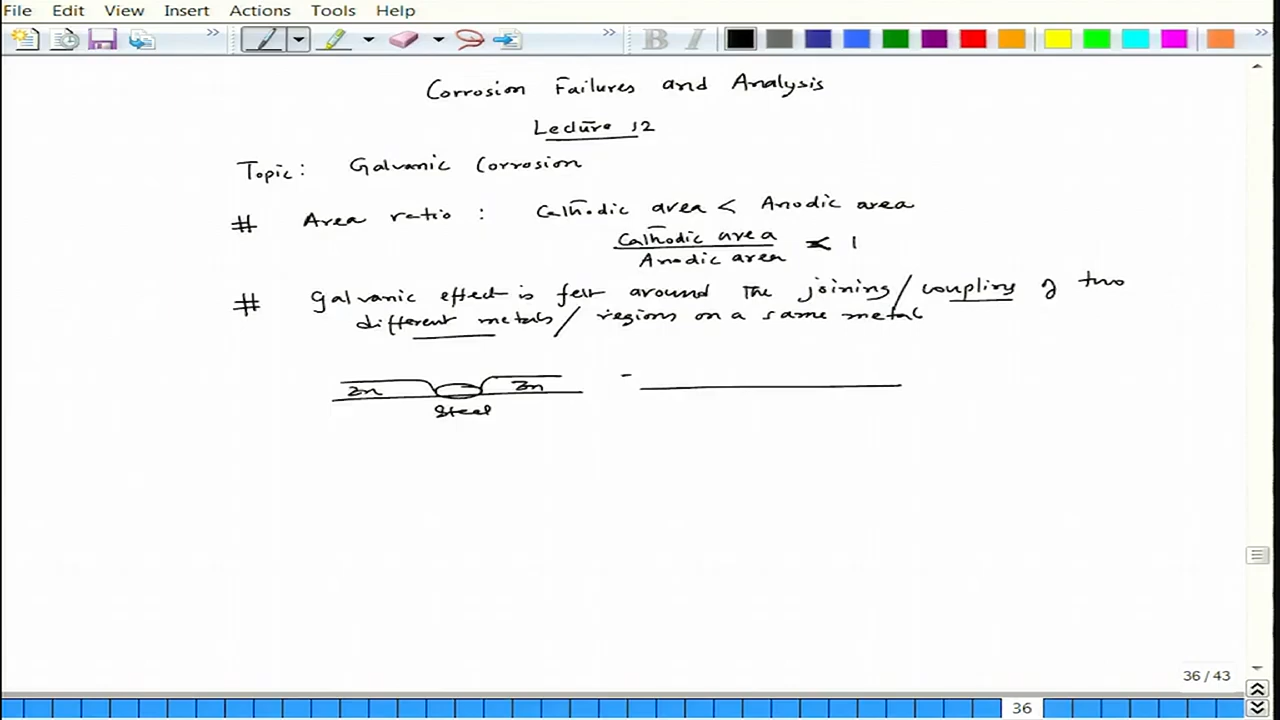 File Edit View Insert Actions Tools Help
Corrosion Failures and Analysis
Lecture 12
Topic: Galvanic Corrosion
# Area ratio : Cathodic area < Anodic area
Cathodic area
Anodic area
< 1
# Galvanic effect is felt around the joining/coupling of two
different metals/regions on a same metal
Zn Zn
Steel
36 / 43
36